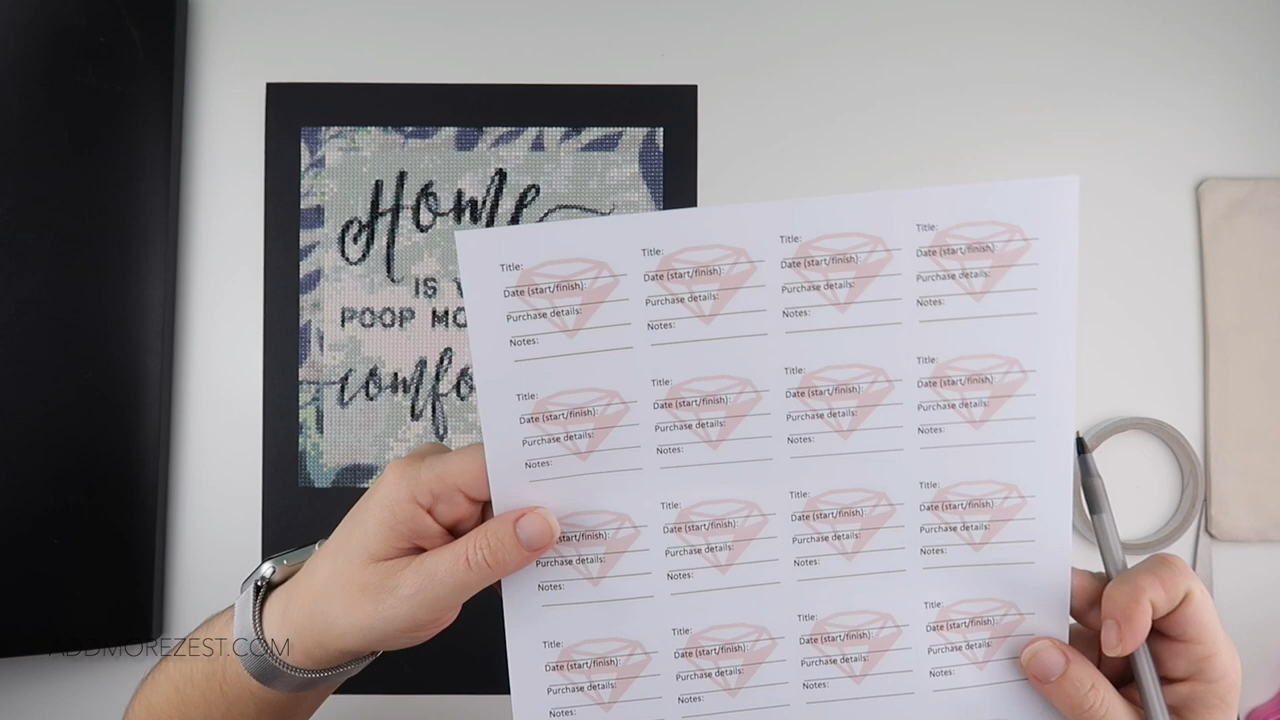 Home
IS
POOP
Title: Title: Title: Title:
Date (start/finish): Date (start/finish): Date (start/finish): Date (start/finish):
Purchase details: Purchase details: Purchase details: Purchase details:
Notes: Notes: Notes: Notes:
Title: Title: Title: Title:
Date (start/finish): Date (start/finish): Date (start/finish): Date (start/finish):
Purchase details: Purchase details: Purchase details: Purchase details:
Notes: Notes: Notes: Notes:
Title: Title: Title:
(start/finish): Date (start/finish): Date (start/finish): Date (start/finish):
Purchase details: Purchase details: Purchase details: Purchase details:
Notes: Notes: Notes: Notes:
Title: Title: Title: Title:
Date (start/finish): Date (start/finish): Date (start/finish): Date (start/finish):
Purchase details: Purchase details: Purchase details: Purchase details:
Notes: Notes: Notes: Notes:
ADDMOREZEST.COM